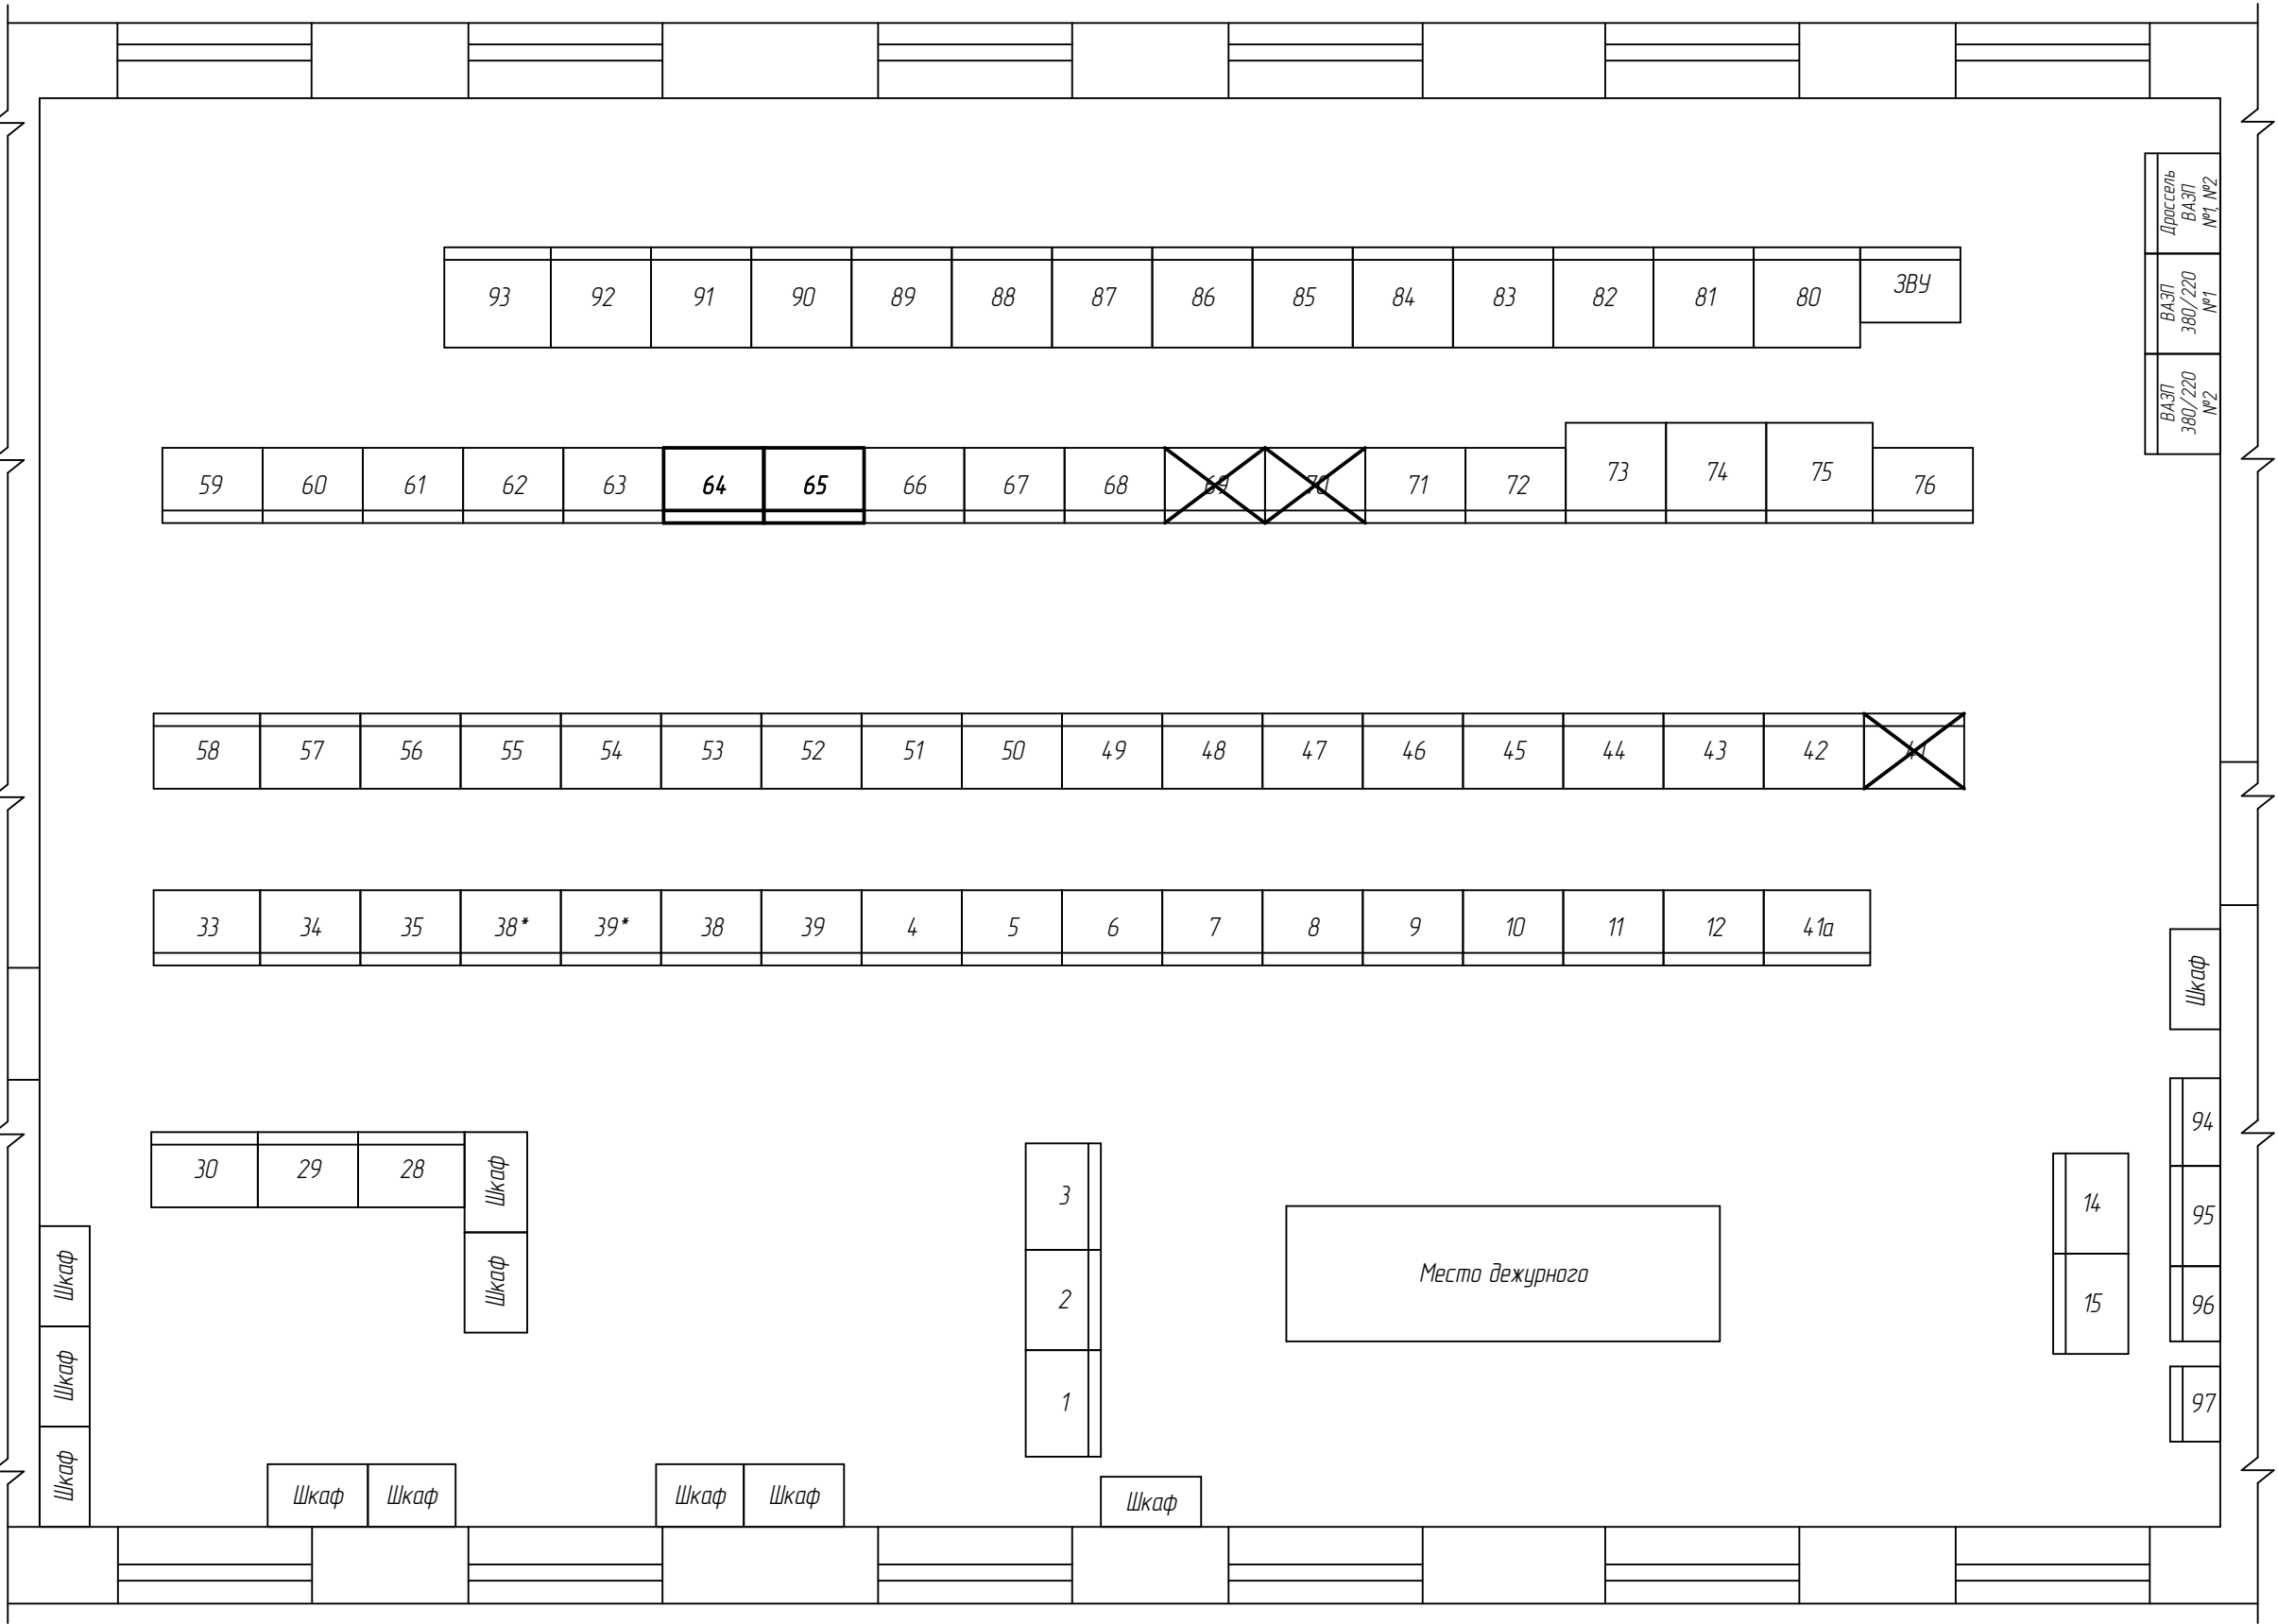 Дроссель
ВАЗП
№1, №2
ВАЗП
380/220
№1
ВАЗП
380/220
№2
93 92 91 90 89 88 87 86 85 84 83 82 81 80 ЗВУ
59 60 61 62 63 64 65 66 67 68 69 70 71 72 73 74 75 76
58 57 56 55 54 53 52 51 50 49 48 47 46 45 44 43 42 41
33 34 35 38* 39* 38 39 4 5 6 7 8 9 10 11 12 41а
Шкаф
30 29 28
Шкаф
Шкаф
3
2
1
Место дежурного
14
15
94
95
96
97
Шкаф
Шкаф
Шкаф
Шкаф Шкаф Шкаф Шкаф Шкаф